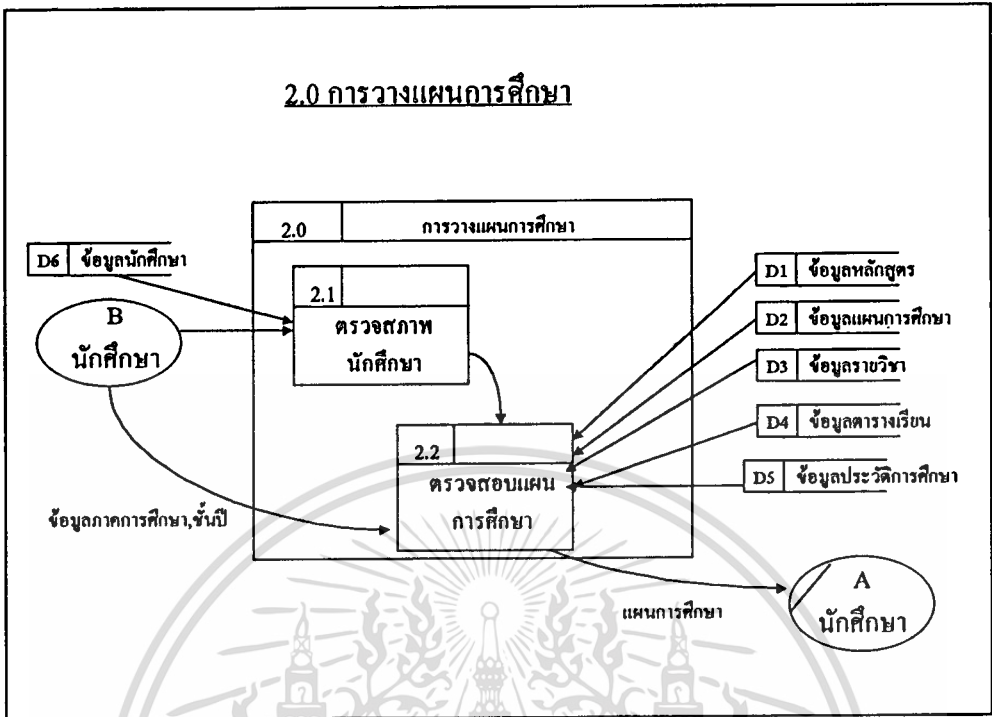 2.0 การวางแผนการศึกษา
2.0 การวางแผนการศึกษา
D6 ข้อมูลนักศึกษา
B
นักศึกษา
2.1
ตรวจสภาพ
นักศึกษา
D1 ข้อมูลหลักสูตร
D2 ข้อมูลแผนการศึกษา
D3 ข้อมูลรายวิชา
D4 ข้อมูลตารางเรียน
D5 ข้อมูลประวัติการศึกษา
2.2
ตรวจสอบแผน
การศึกษา
ข้อมูลภาคการศึกษา,ชั้นปี
แผนการศึกษา
A
นักศึกษา